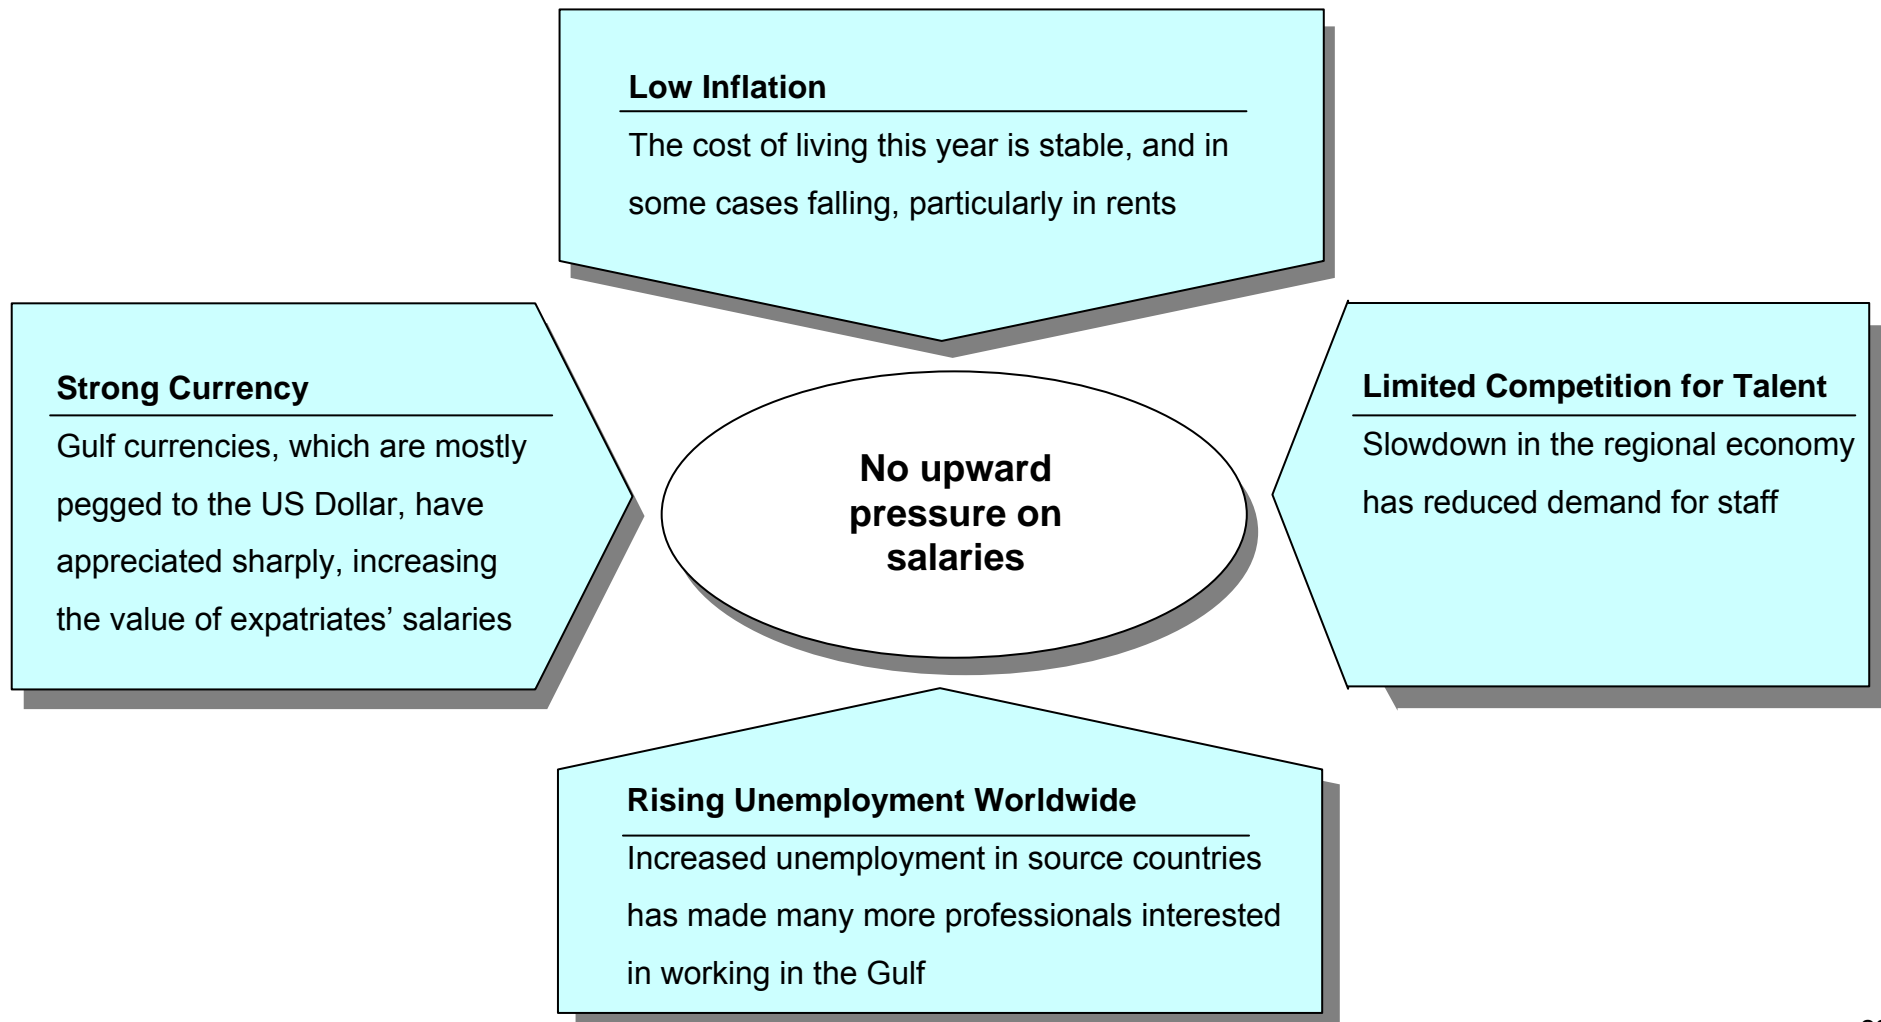 Low Inflation
The cost of living this year is stable, and in
some cases falling, particularly in rents
Strong Currency
Gulf currencies, which are mostly
pegged to the US Dollar, have
appreciated sharply, increasing
the value of expatriates’ salaries
No upward
pressure on
salaries
Limited Competition for Talent
Slowdown in the regional economy
has reduced demand for staff
Rising Unemployment Worldwide
Increased unemployment in source countries
has made many more professionals interested
in working in the Gulf